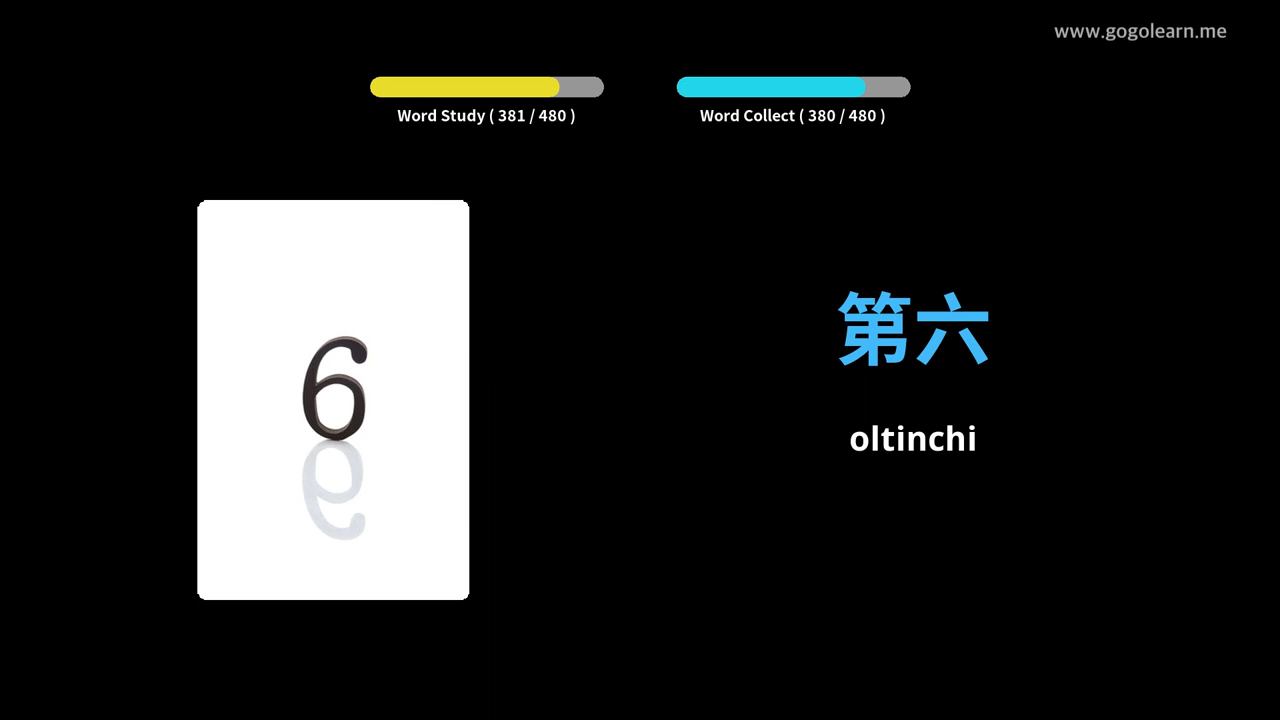 www.gogolearn.me
Word Study ( 381 / 480 )
Word Collect ( 380 / 480 )
6
第六
oltinchi